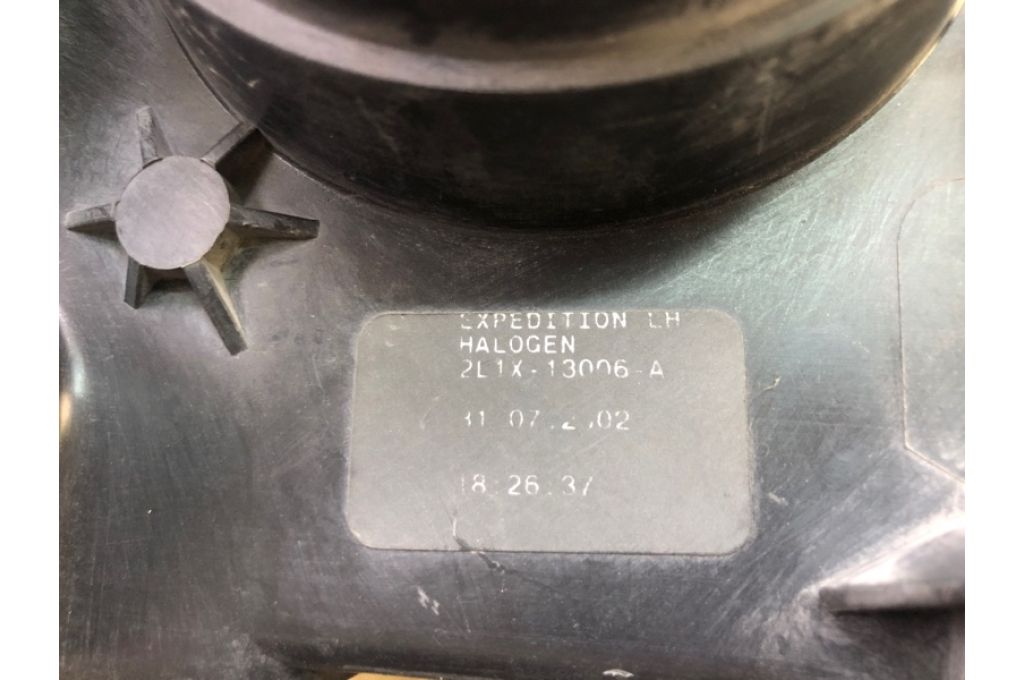 EXPEDITION LH
HALOGEN
2L1X-13006-A
31.07.2002
18:26:37